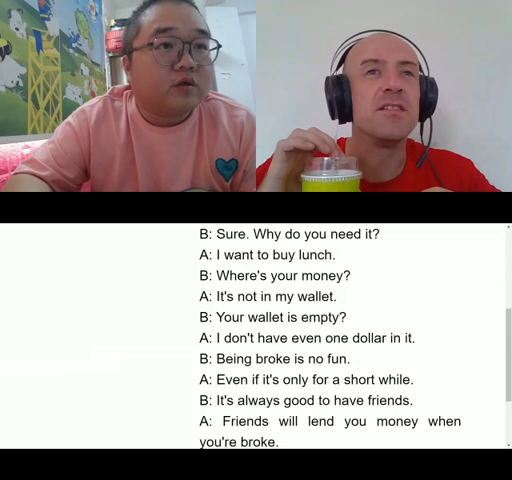 B: Sure. Why do you need it?
A: I want to buy lunch.
B: Where's your money?
A: It's not in my wallet.
B: Your wallet is empty?
A: I don't have even one dollar in it.
B: Being broke is no fun.
A: Even if it's only for a short while.
B: It's always good to have friends.
A: Friends will lend you money when
you're broke.